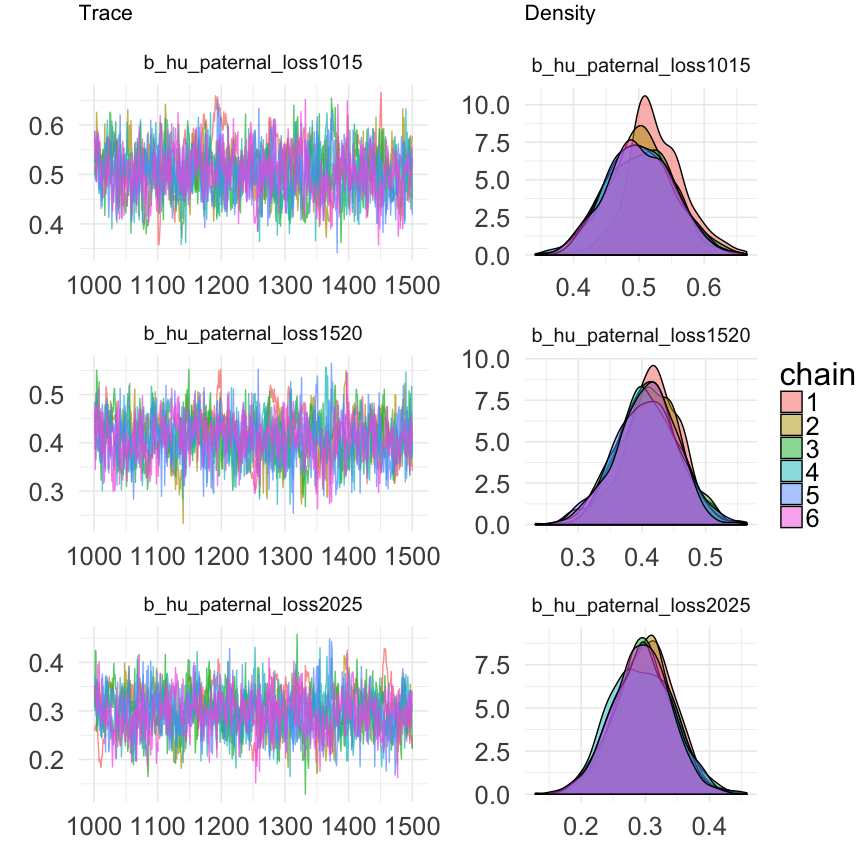 Trace
Density
b_hu_paternal_loss1015
b_hu_paternal_loss1015
0.6
0.5
0.4
1000 1100 1200 1300 1400 1500
10.0
7.5
5.0
2.5
0.0
0.4 0.5 0.6
b_hu_paternal_loss1520
b_hu_paternal_loss1520
0.5
0.4
0.3
1000 1100 1200 1300 1400 1500
10.0
7.5
5.0
2.5
0.0
0.3 0.4 0.5
b_hu_paternal_loss2025
b_hu_paternal_loss2025
0.4
0.3
0.2
1000 1100 1200 1300 1400 1500
7.5
5.0
2.5
0.0
0.2 0.3 0.4
chain
1
2
3
4
5
6